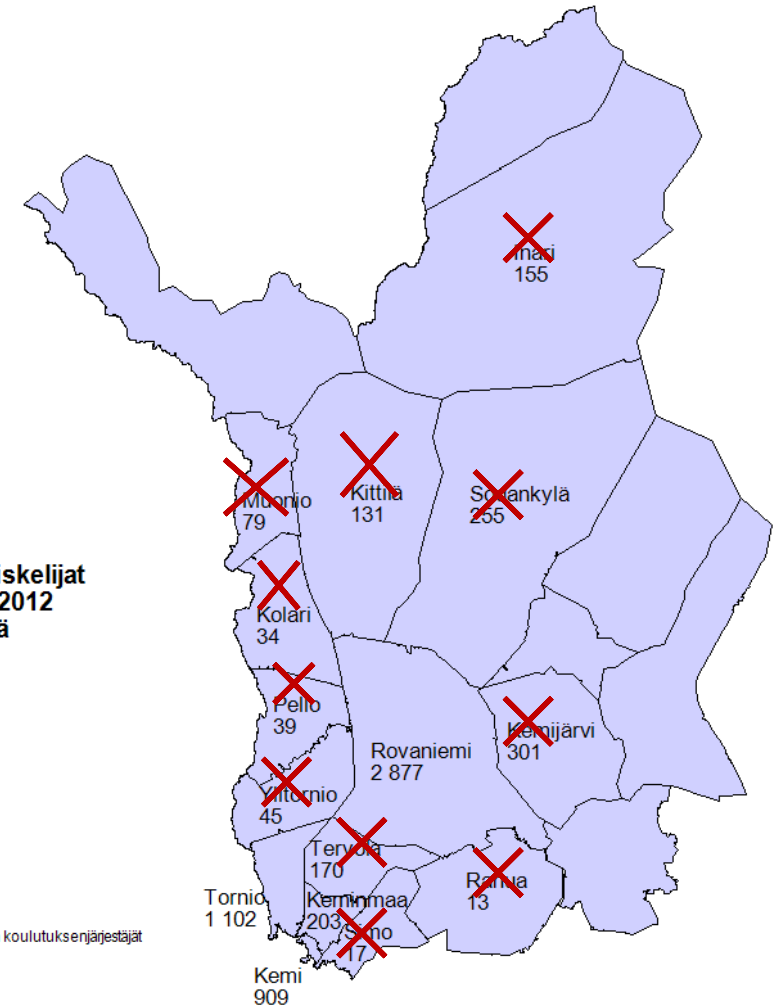 Inari
155
Muonio
79
Kittilä
131
Sodankylä
255
iskelijat
2012
ä
Kolari
34
Pello
39
Kemijärvi
301
Rovaniemi
2 877
Ylitornio
45
Tervola
170
Ranua
13
Tornio
1 102
Keminmaa
203
Simo
17
koulutuksenjärjestäjät
Kemi
909